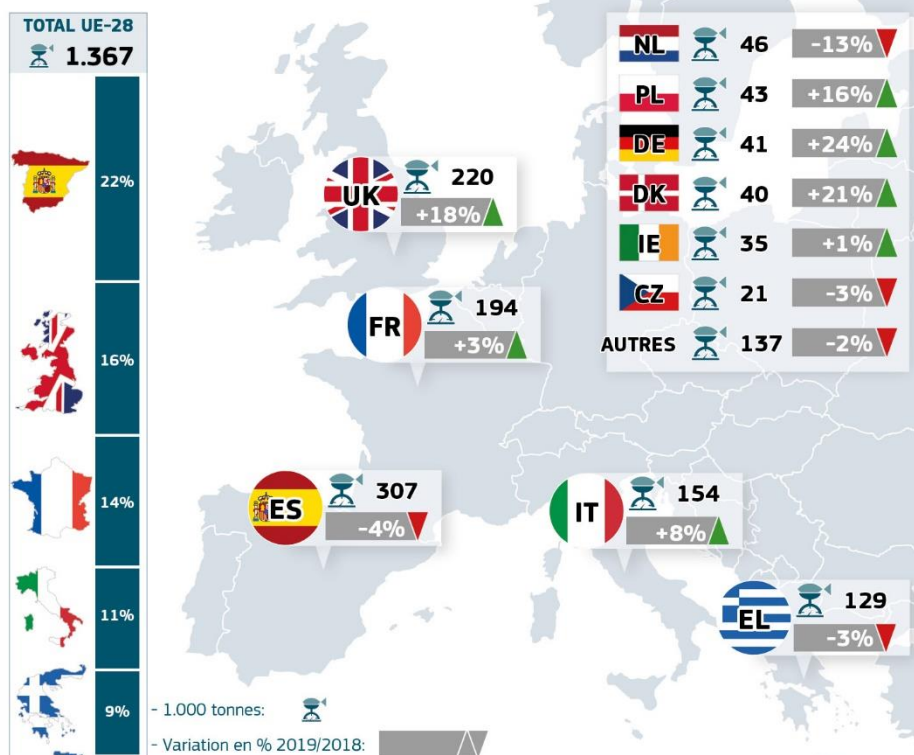 TOTAL UE-28
1.367
22%
16%
14%
11%
9%
UK
220
+18%
FR
194
+3%
ES
307
-4%
IT
154
+8%
EL
129
-3%
NL 46 -13%
PL 43 +16%
DE 41 +24%
DK 40 +21%
IE 35 +1%
CZ 21 -3%
AUTRES 137 -2%
- 1.000 tonnes:
- Variation en % 2019/2018: